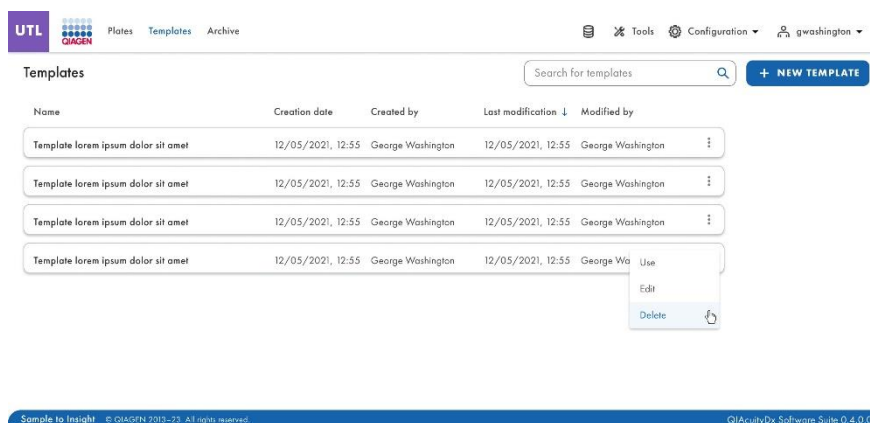 UTL QIAGEN Plates Templates Archive Tools Configuration gwashington
Templates Search for templates + NEW TEMPLATE
Name Creation date Created by Last modification ↓ Modified by
Template lorem ipsum dolor sit amet 12/05/2021, 12:55 George Washington 12/05/2021, 12:55 George Washington
Template lorem ipsum dolor sit amet 12/05/2021, 12:55 George Washington 12/05/2021, 12:55 George Washington
Template lorem ipsum dolor sit amet 12/05/2021, 12:55 George Washington 12/05/2021, 12:55 George Washington
Template lorem ipsum dolor sit amet 12/05/2021, 12:55 George Washington 12/05/2021, 12:55 George Wa
Use
Edit
Delete
Sample to Insight © QIAGEN 2013–23. All rights reserved. QIAcuityDx Software Suite 0.4.0.0